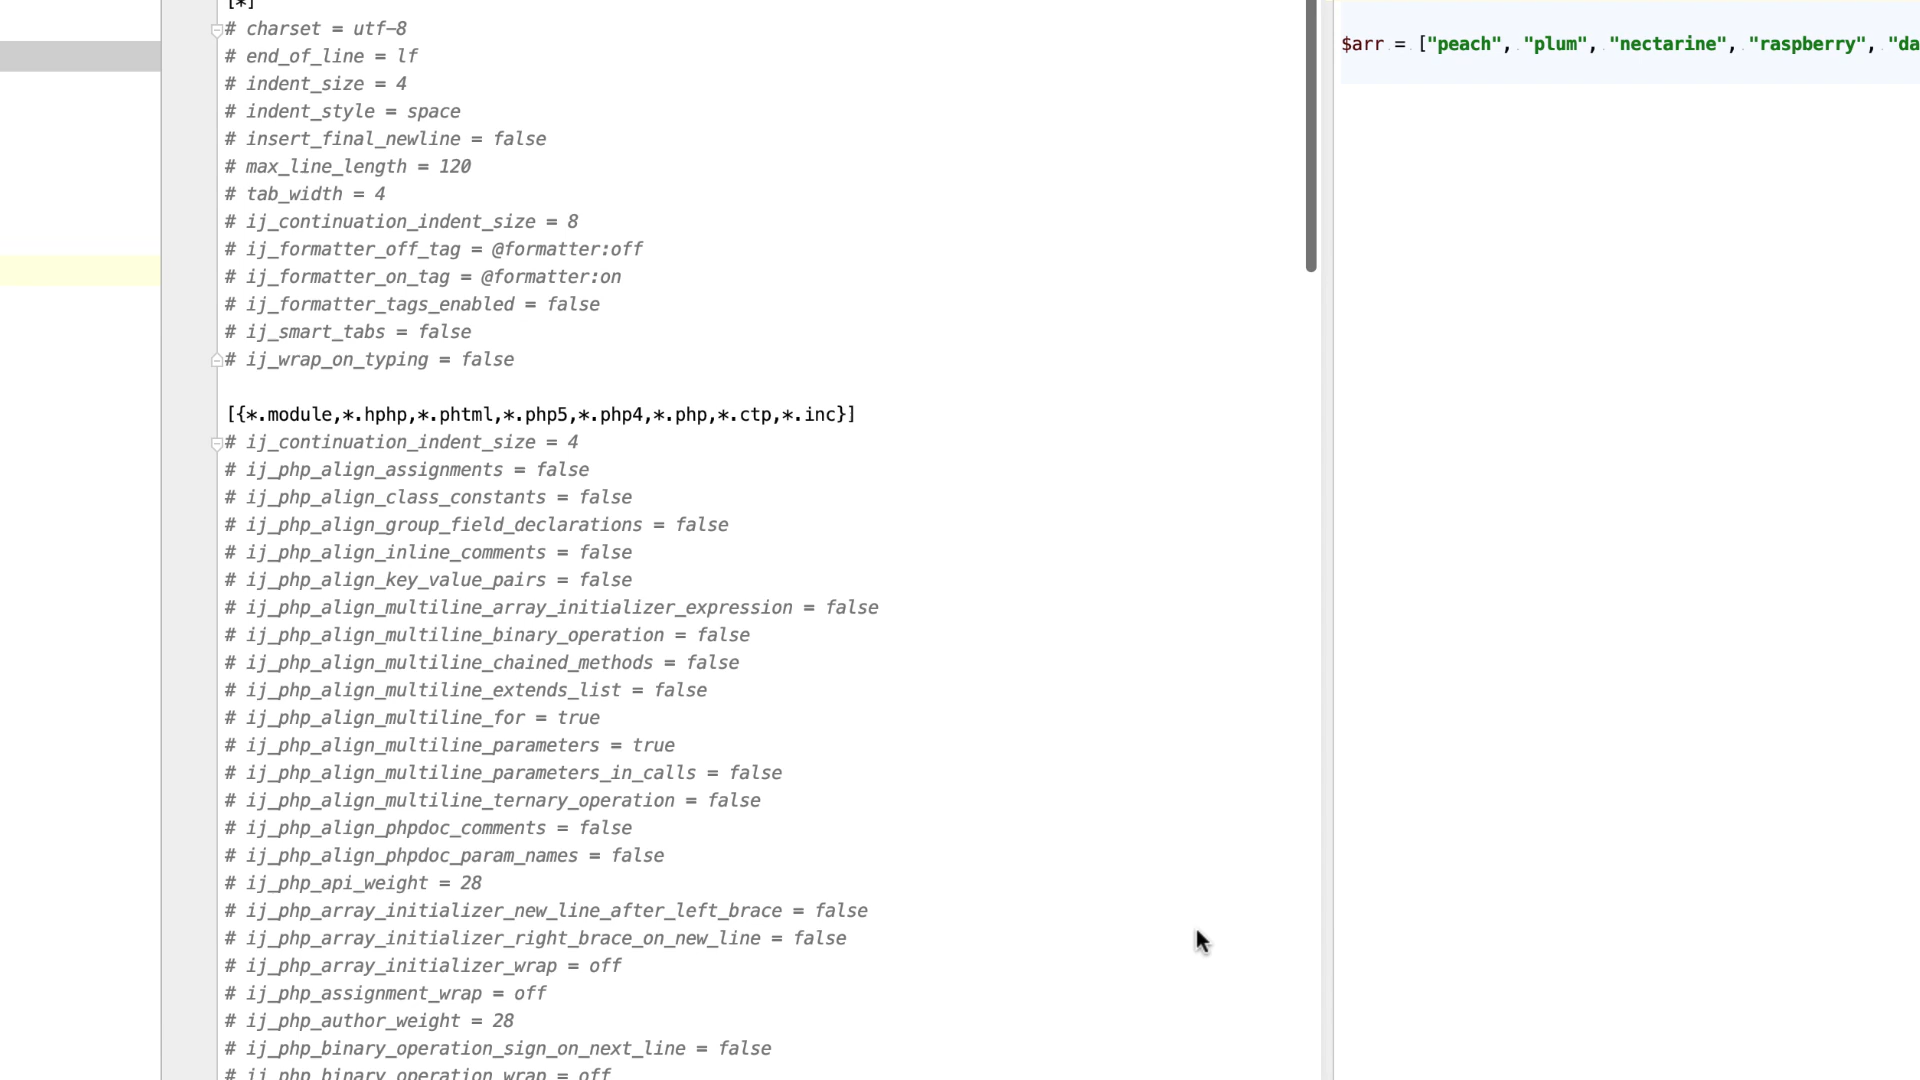 [*]
# charset = utf-8
# end_of_line = lf
# indent_size = 4
# indent_style = space
# insert_final_newline = false
# max_line_length = 120
# tab_width = 4
# ij_continuation_indent_size = 8
# ij_formatter_off_tag = @formatter:off
# ij_formatter_on_tag = @formatter:on
# ij_formatter_tags_enabled = false
# ij_smart_tabs = false
# ij_wrap_on_typing = false
[{*.module,*.hphp,*.phtml,*.php5,*.php4,*.php,*.ctp,*.inc}]
# ij_continuation_indent_size = 4
# ij_php_align_assignments = false
# ij_php_align_class_constants = false
# ij_php_align_group_field_declarations = false
# ij_php_align_inline_comments = false
# ij_php_align_key_value_pairs = false
# ij_php_align_multiline_array_initializer_expression = false
# ij_php_align_multiline_binary_operation = false
# ij_php_align_multiline_chained_methods = false
# ij_php_align_multiline_extends_list = false
# ij_php_align_multiline_for = true
# ij_php_align_multiline_parameters = true
# ij_php_align_multiline_parameters_in_calls = false
# ij_php_align_multiline_ternary_operation = false
# ij_php_align_phpdoc_comments = false
# ij_php_align_phpdoc_param_names = false
# ij_php_api_weight = 28
# ij_php_array_initializer_new_line_after_left_brace = false
# ij_php_array_initializer_right_brace_on_new_line = false
# ij_php_array_initializer_wrap = off
# ij_php_assignment_wrap = off
# ij_php_author_weight = 28
# ij_php_binary_operation_sign_on_next_line = false
# ij_php_binary_operation_wrap = off
$arr = ["peach", "plum", "nectarine", "raspberry", "da